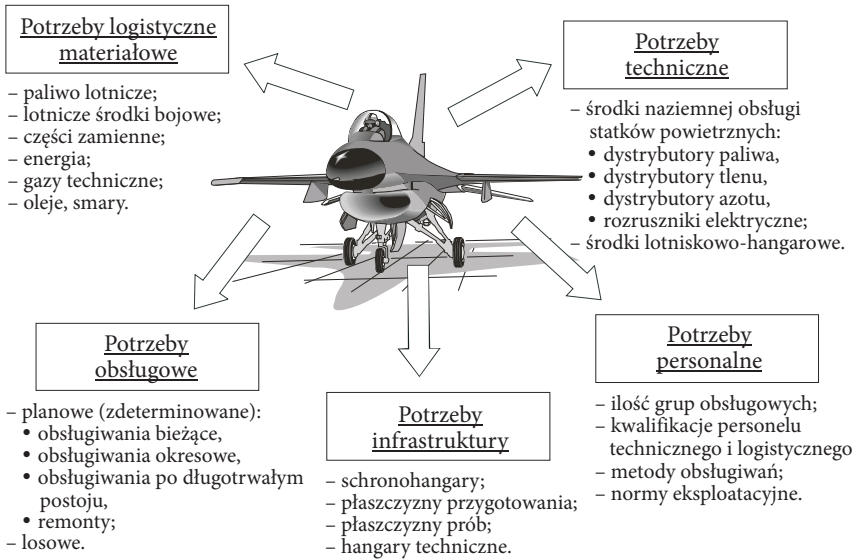 Potrzeby logistyczne
materiałowe
– paliwo lotnicze;
– lotnicze środki bojowe;
– części zamienne;
– energia;
– gazy techniczne;
– oleje, smary.
Potrzeby
techniczne
– środki naziemnej obsługi
statków powietrznych:
• dystrybutory paliwa,
• dystrybutory tlenu,
• dystrybutory azotu,
• rozruszniki elektryczne;
– środki lotniskowo-hangarowe.
Potrzeby
obsługowe
– planowe (zdeterminowane):
• obsługiwania bieżące,
• obsługiwania okresowe,
• obsługiwania po długotrwałym
postoju,
• remonty;
– losowe.
Potrzeby
infrastruktury
– schronohangary;
– płaszczyzny przygotowania;
– płaszczyzny prób;
– hangary techniczne.
Potrzeby
personalne
– ilość grup obsługowych;
– kwalifikacje personelu
technicznego i logistycznego
– metody obsługiwań;
– normy eksploatacyjne.